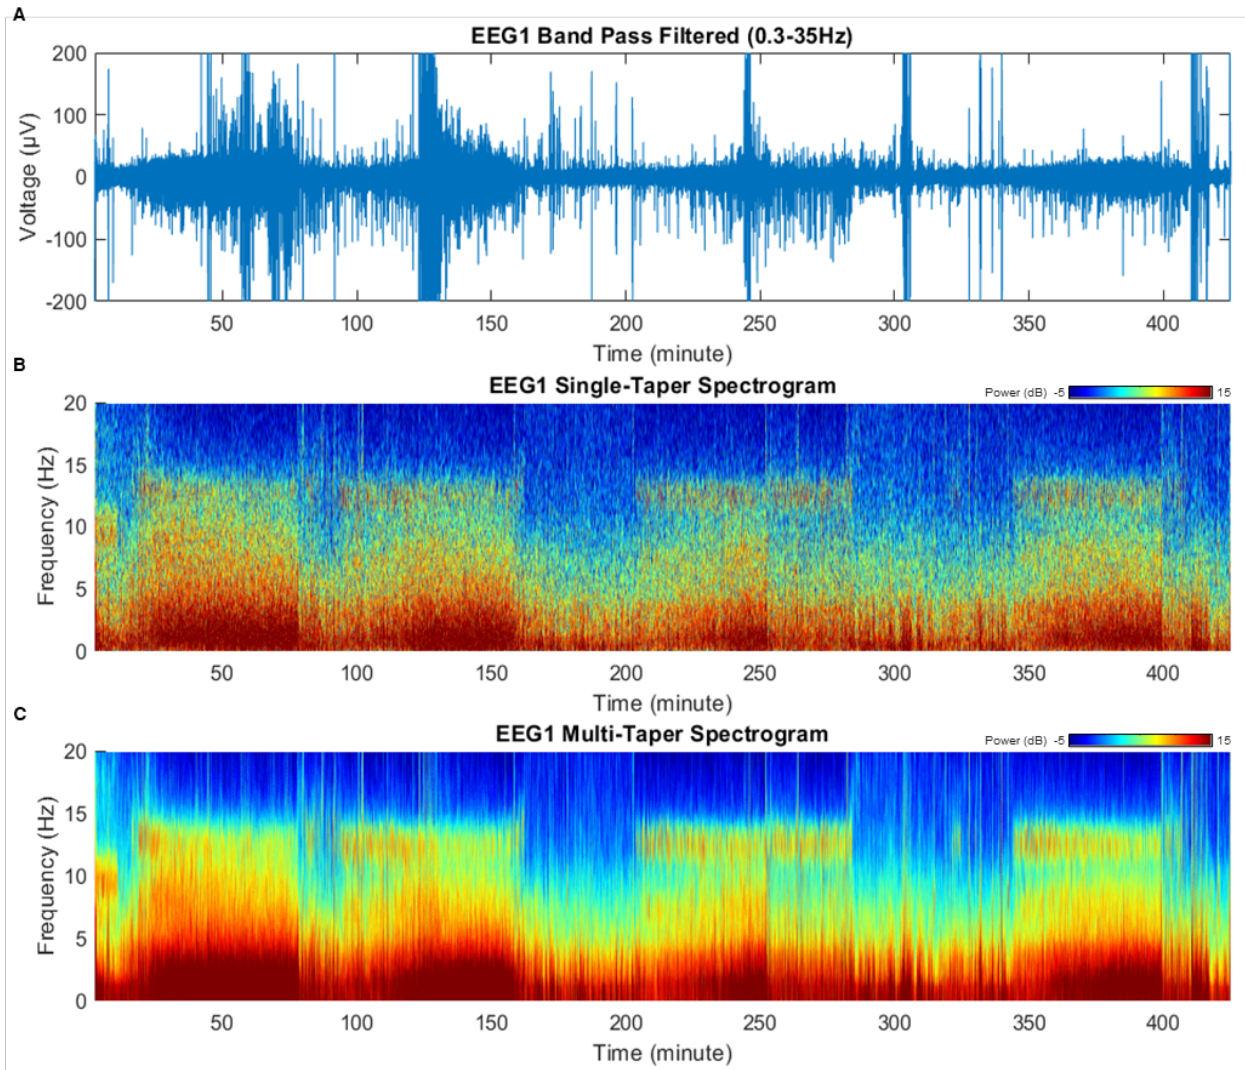 A
EEG1 Band Pass Filtered (0.3-35Hz)
200
100
0
-100
-200
Voltage (µV)
50 100 150 200 250 300 350 400
Time (minute)
B
EEG1 Single-Taper Spectrogram
Power (dB) -5 15
20
15
10
5
0
Frequency (Hz)
50 100 150 200 250 300 350 400
Time (minute)
C
EEG1 Multi-Taper Spectrogram
Power (dB) -5 15
20
15
10
5
0
Frequency (Hz)
50 100 150 200 250 300 350 400
Time (minute)